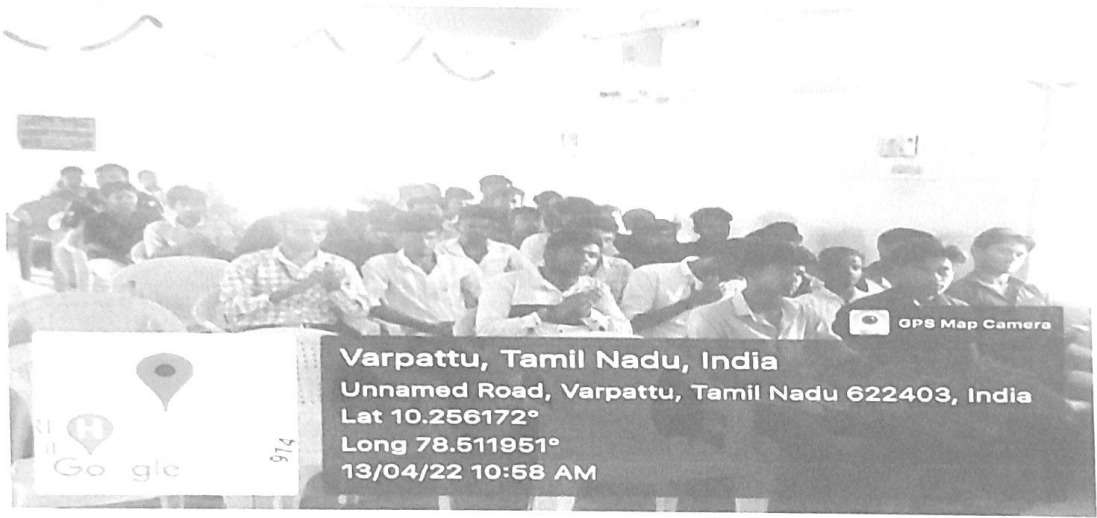 GPS Map Camera
Varpattu, Tamil Nadu, India
Unnamed Road, Varpattu, Tamil Nadu 622403, India
Lat 10.256172°
Long 78.511951°
13/04/22 10:58 AM
H
Google
914